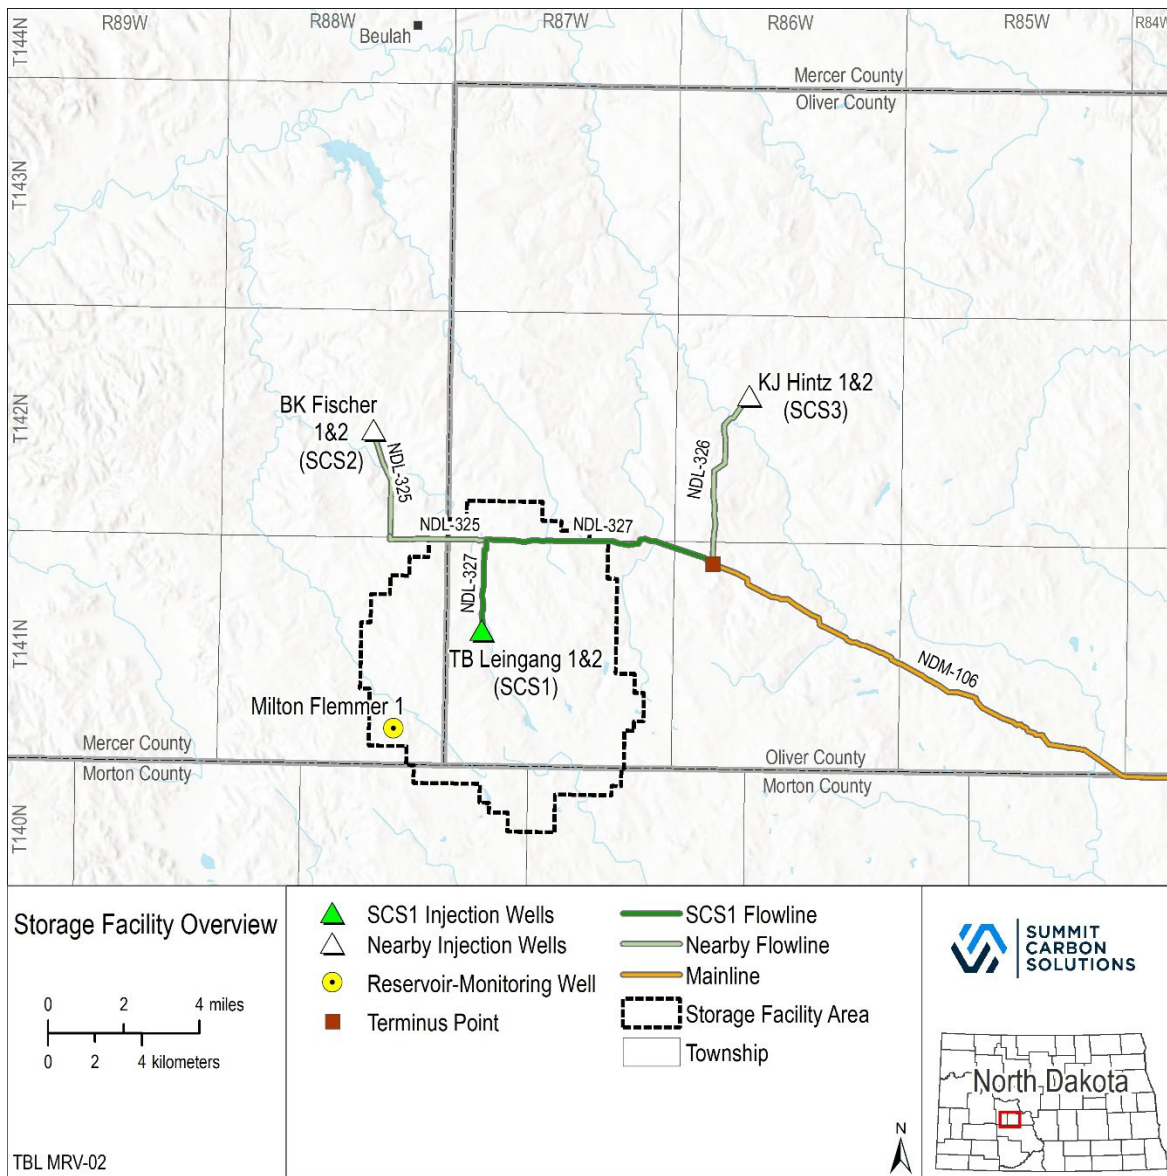 R89W
R88W
R87W
R86W
R85W
R84W
T144N
Beulah
Mercer County
Oliver County
T143N
T142N
BK Fischer
1&2
(SCS2)
KJ Hintz 1&2
(SCS3)
NDL-325
NDL-326
NDL-325
NDL-327
NDL-327
T141N
TB Leingang 1&2
(SCS1)
NDM-106
Milton Flemmer 1
Mercer County
Morton County
Oliver County
Morton County
T140N
Storage Facility Overview
0 2 4 miles
0 2 4 kilometers
TBL MRV-02
SCS1 Injection Wells
Nearby Injection Wells
Reservoir-Monitoring Well
Terminus Point
SCS1 Flowline
Nearby Flowline
Mainline
Storage Facility Area
Township
N
SUMMIT
CARBON
SOLUTIONS
North Dakota